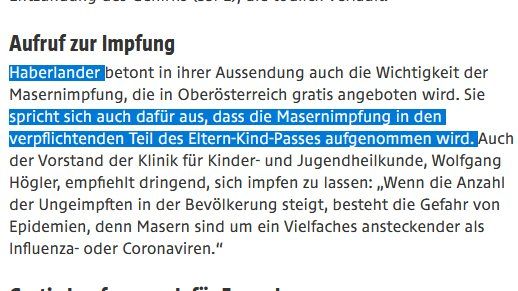 Aufruf zur Impfung
Haberlander betont in ihrer Aussendung auch die Wichtigkeit der
Masernimpfung, die in Oberösterreich gratis angeboten wird. Sie
spricht sich auch dafür aus, dass die Masernimpfung in den
verpflichtenden Teil des Eltern-Kind-Passes aufgenommen wird. Auch
der Vorstand der Klinik für Kinder- und Jugendheilkunde, Wolfgang
Högler, empfiehlt dringend, sich impfen zu lassen: „Wenn die Anzahl
der Ungeimpften in der Bevölkerung steigt, besteht die Gefahr von
Epidemien, denn Masern sind um ein Vielfaches ansteckender als
Influenza- oder Coronaviren.“